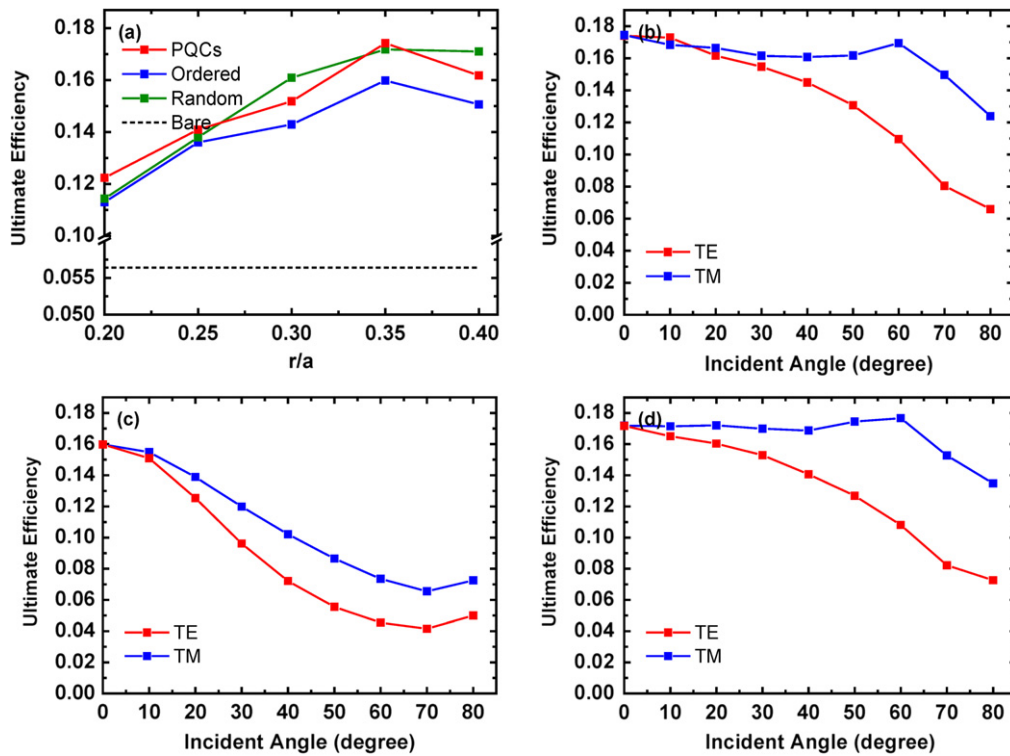 (a)
PQCs
Ordered
Random
Bare
Ultimate Efficiency
0.18
0.16
0.14
0.12
0.10
0.055
0.050
0.20 0.25 0.30 0.35 0.40
r/a
(b)
TE
TM
Ultimate Efficiency
0.18
0.16
0.14
0.12
0.10
0.08
0.06
0.04
0.02
0.00
0 10 20 30 40 50 60 70 80
Incident Angle (degree)
(c)
TE
TM
Ultimate Efficiency
0.18
0.16
0.14
0.12
0.10
0.08
0.06
0.04
0.02
0.00
0 10 20 30 40 50 60 70 80
Incident Angle (degree)
(d)
TE
TM
Ultimate Efficiency
0.18
0.16
0.14
0.12
0.10
0.08
0.06
0.04
0.02
0.00
0 10 20 30 40 50 60 70 80
Incident Angle (degree)